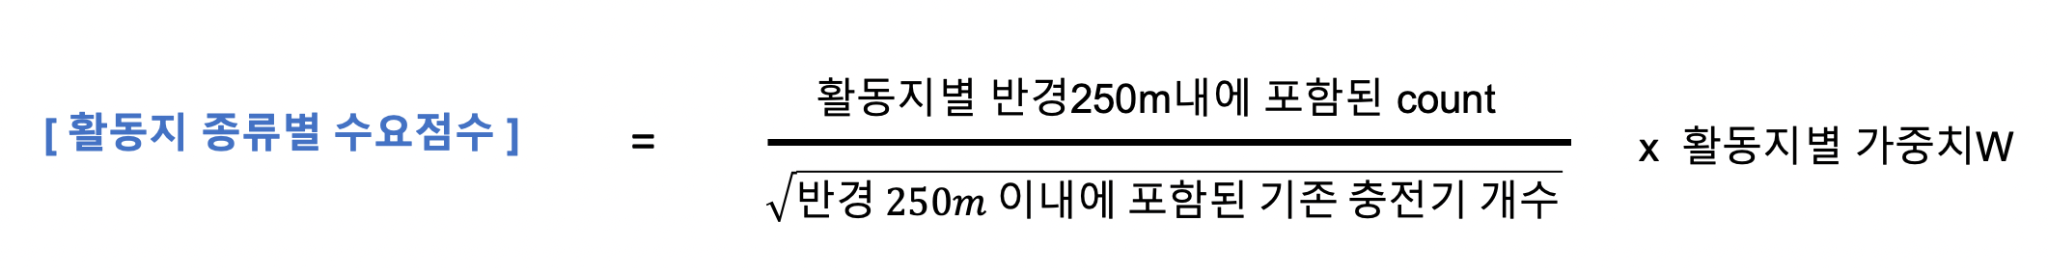 [ 활동지 종류별 수요점수 ] = 활동지별 반경250m내에 포함된 count x 활동지별 가중치W
√반경 250m 이내에 포함된 기존 충전기 개수